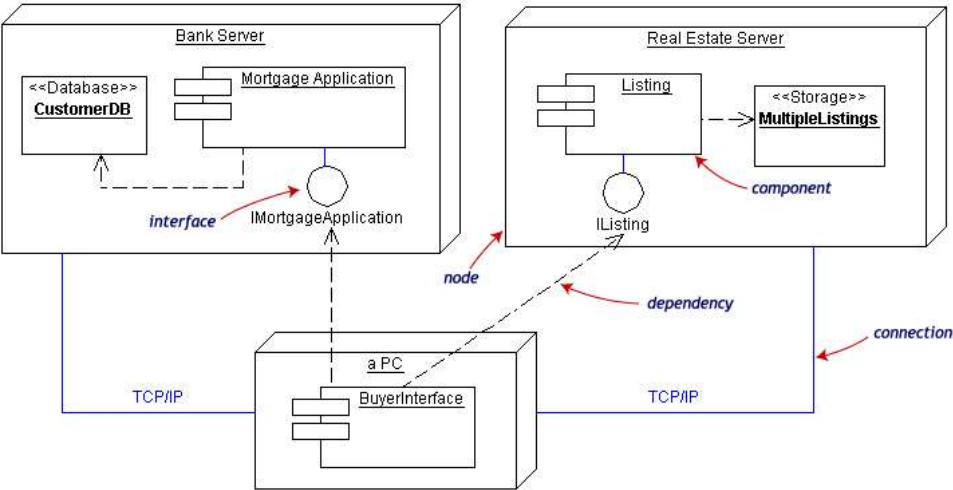 Bank Server
<<Database>>
CustomerDB
Mortgage Application
interface
IMortgageApplication
Real Estate Server
Listing
<<Storage>>
MultipleListings
component
IListing
node
dependency
connection
a PC
BuyerInterface
TCP/IP
TCP/IP